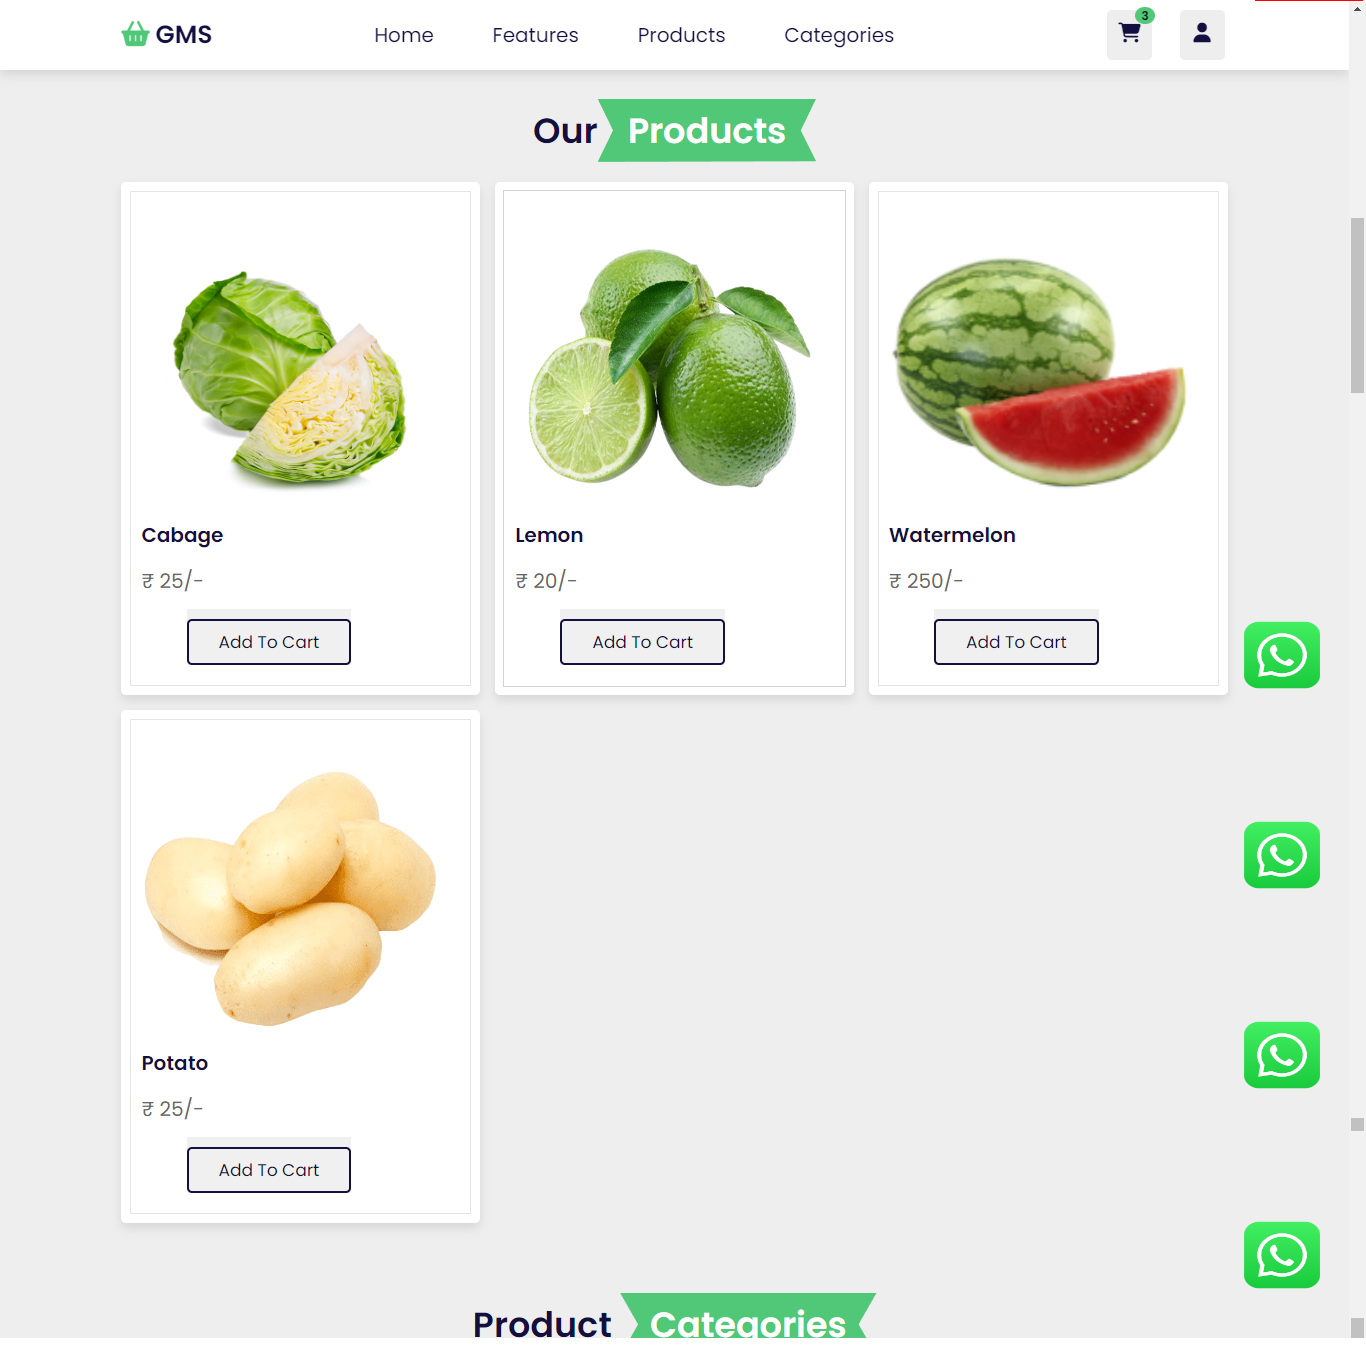 GMS
Home Features Products Categories
3
Our Products
Cabage
₹ 25/-
Add To Cart
Lemon
₹ 20/-
Add To Cart
Watermelon
₹ 250/-
Add To Cart
Potato
₹ 25/-
Add To Cart
Product Categories